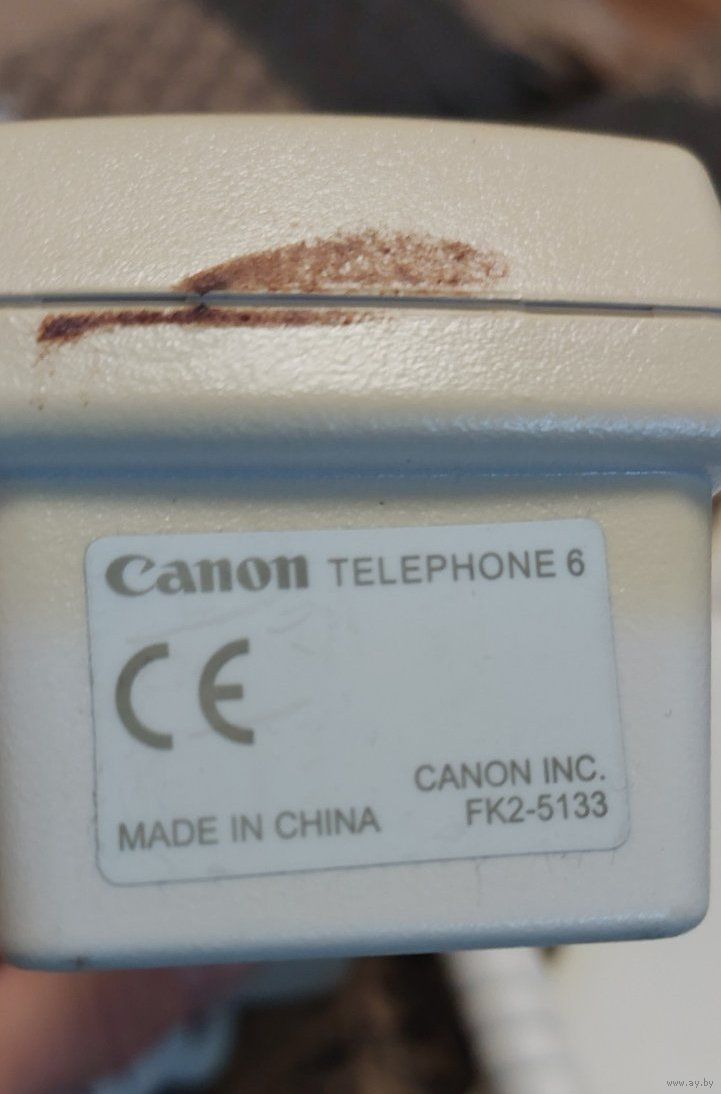 Canon TELEPHONE 6
CE
CANON INC.
MADE IN CHINA FK2-5133
www.ay.by